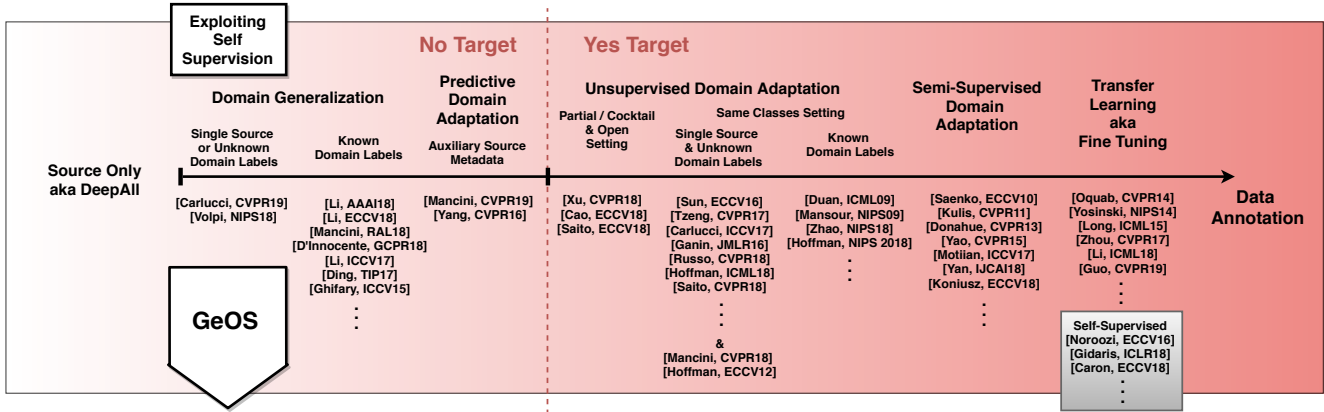 Exploiting
Self
Supervision
No Target
Yes Target
Domain Generalization
Predictive
Domain
Adaptation
Unsupervised Domain Adaptation
Semi-Supervised
Domain
Adaptation
Transfer
Learning
aka
Fine Tuning
Single Source
or Unknown
Domain Labels
Known
Domain Labels
Auxiliary Source
Metadata
Partial / Cocktail
& Open
Setting
Same Classes Setting
Single Source
& Unknown
Domain Labels
Known
Domain Labels
Source Only
aka DeepAll
Data
Annotation
[Carlucci, CVPR19]
[Volpi, NIPS18]
[Li, AAAI18]
[Li, ECCV18]
[Mancini, RAL18]
[D'Innocente, GCPR18]
[Li, ICCV17]
[Ding, TIP17]
[Ghifary, ICCV15]
[Mancini, CVPR19]
[Yang, CVPR16]
[Xu, CVPR18]
[Cao, ECCV18]
[Saito, ECCV18]
[Sun, ECCV16]
[Tzeng, CVPR17]
[Carlucci, ICCV17]
[Ganin, JMLR16]
[Russo, CVPR18]
[Hoffman, ICML18]
[Saito, CVPR18]
&
[Mancini, CVPR18]
[Hoffman, ECCV12]
[Duan, ICML09]
[Mansour, NIPS09]
[Zhao, NIPS18]
[Hoffman, NIPS 2018]
[Saenko, ECCV10]
[Kulis, CVPR11]
[Donahue, CVPR13]
[Yao, CVPR15]
[Motiian, ICCV17]
[Yan, IJCAI18]
[Koniusz, ECCV18]
[Oquab, CVPR14]
[Yosinski, NIPS14]
[Long, ICML15]
[Zhou, CVPR17]
[Li, ICML18]
[Guo, CVPR19]
Self-Supervised
[Noroozi, ECCV16]
[Gidaris, ICLR18]
[Caron, ECCV18]
GeOS